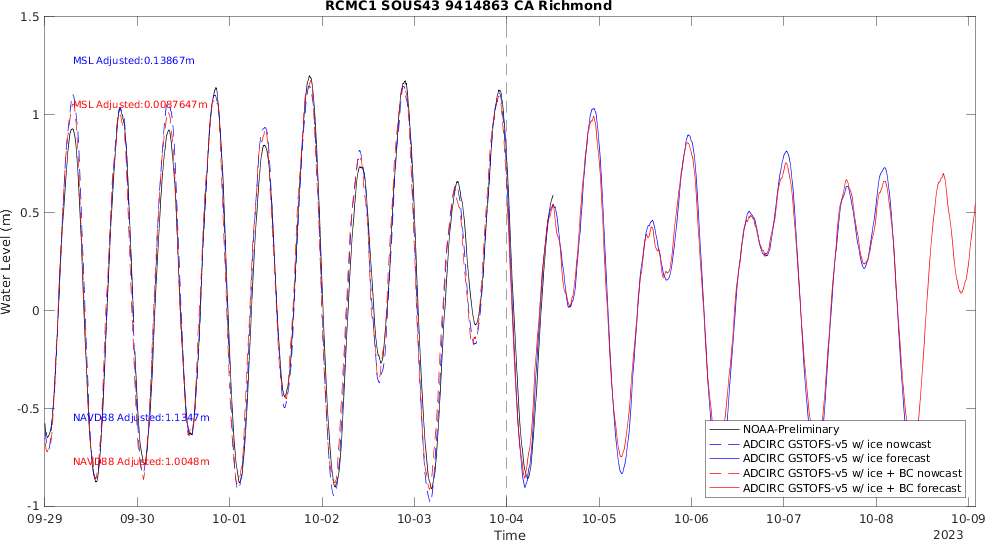 RCMC1 SOUS43 9414863 CA Richmond
1.5
MSL Adjusted:0.13867m
MSL Adjusted:0.0087647m
1
0.5
Water Level (m)
0
-0.5
NAVD88 Adjusted:1.1347m
NAVD88 Adjusted:1.0048m
-1
NOAA-Preliminary
ADCIRC GSTOFS-v5 w/ ice nowcast
ADCIRC GSTOFS-v5 w/ ice forecast
ADCIRC GSTOFS-v5 w/ ice + BC nowcast
ADCIRC GSTOFS-v5 w/ ice + BC forecast
09-29 09-30 10-01 10-02 10-03 10-04 10-05 10-06 10-07 10-08 10-09
Time
2023